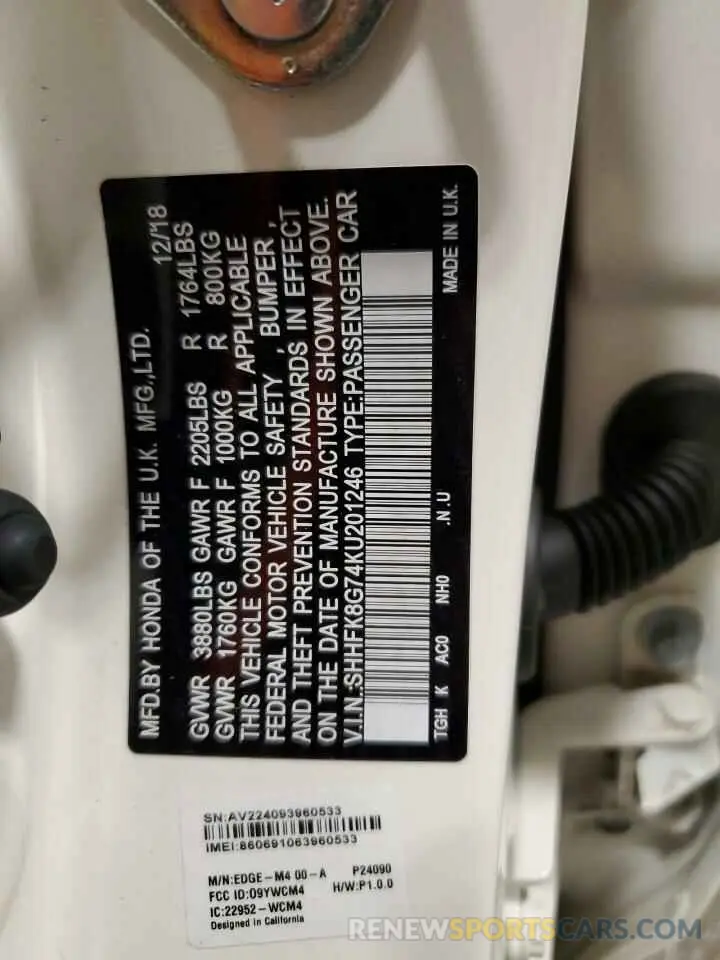 MFD.BY HONDA OF THE U.K. MFG.,LTD. 12/18
GVWR 3880LBS GAWR F 2205LBS R 1764LBS
GVWR 1760KG GAWR F 1000KG R 800KG
THIS VEHICLE CONFORMS TO ALL APPLICABLE
FEDERAL MOTOR VEHICLE SAFETY , BUMPER ,
AND THEFT PREVENTION STANDARDS IN EFFECT
ON THE DATE OF MANUFACTURE SHOWN ABOVE.
V.I.N.:SHHFK8G74KU201246 TYPE:PASSENGER CAR
TGH K AC0 NH0 .N.U MADE IN U.K.
SN:AV224093960533
IMEI:860691063960533
M/N:EDGE-M4 00-A P24090
FCC ID:O9YWCM4 H/W:P1.0.0
IC:22952-WCM4
Designed in California
RENEWSPORTSCARS.COM